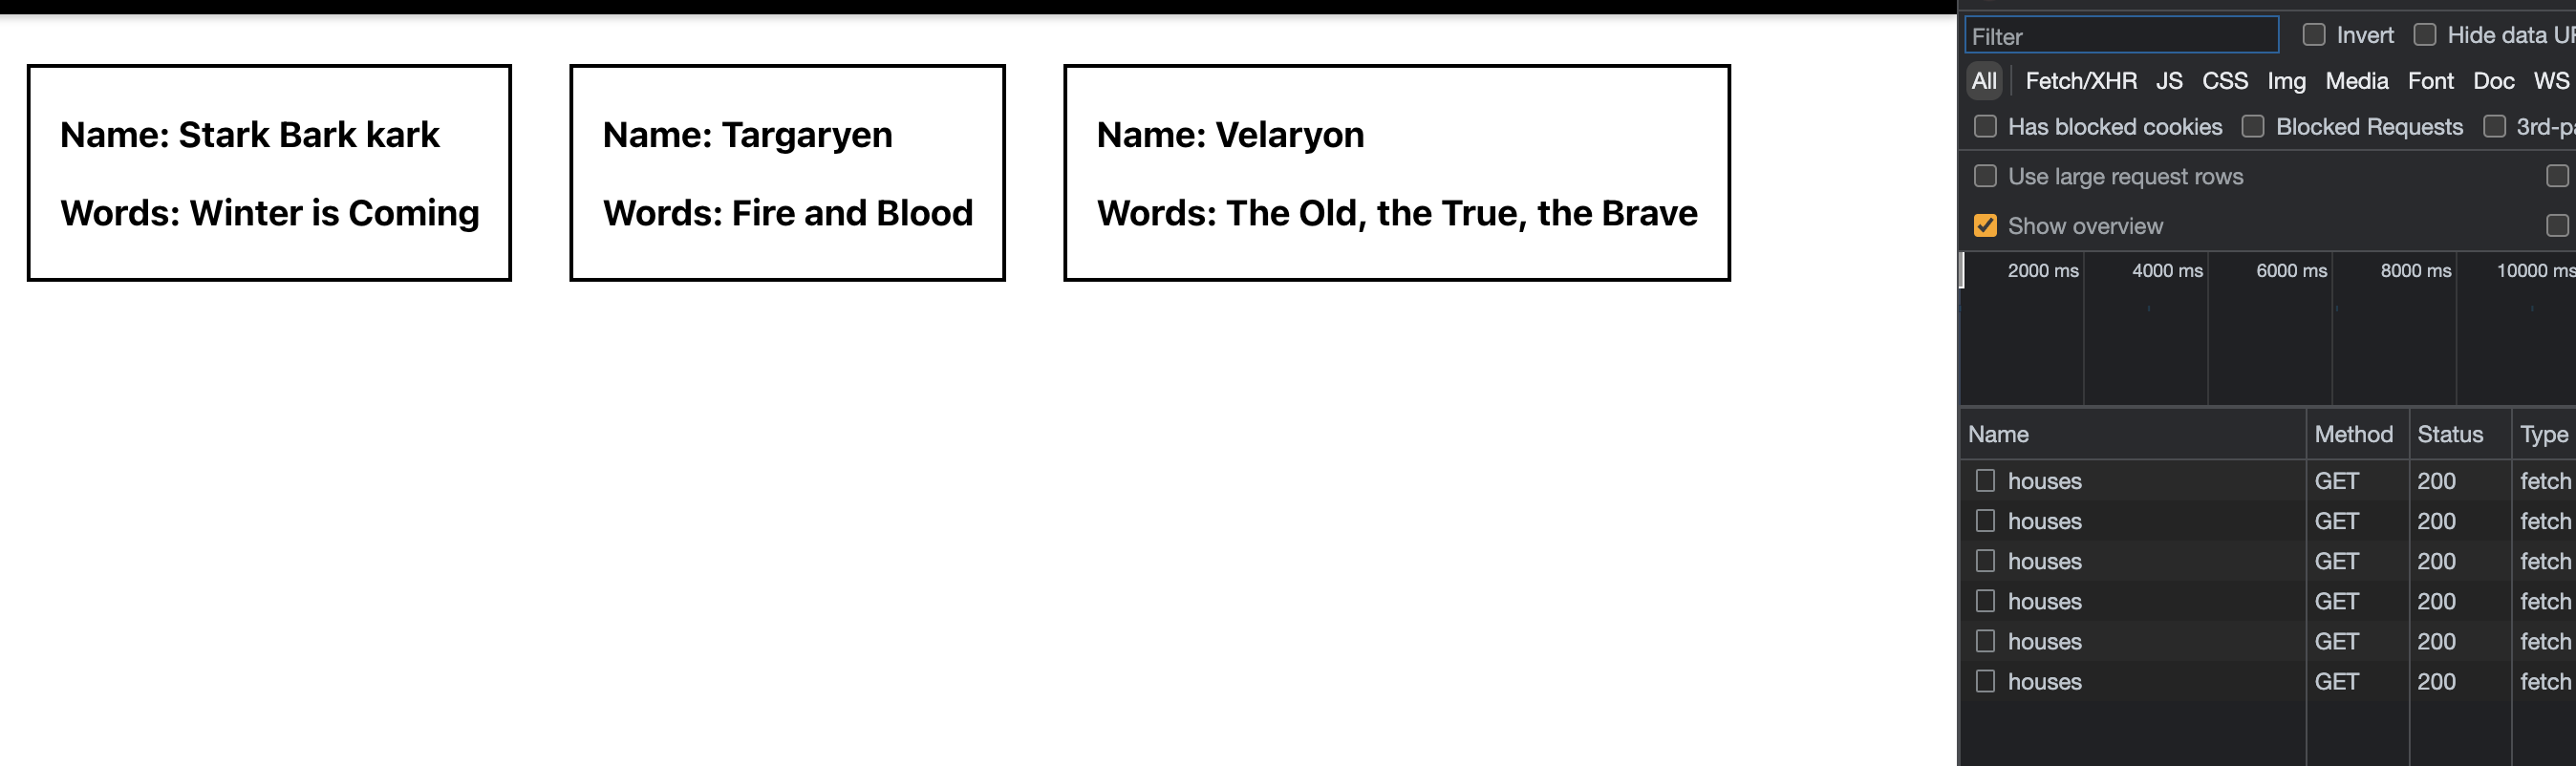 Name: Stark Bark kark
Words: Winter is Coming
Name: Targaryen
Words: Fire and Blood
Name: Velaryon
Words: The Old, the True, the Brave
Filter
Invert
Hide data UR
All
Fetch/XHR
JS
CSS
Img
Media
Font
Doc
WS
Has blocked cookies
Blocked Requests
3rd-pa
Use large request rows
Show overview
2000 ms
4000 ms
6000 ms
8000 ms
10000 ms
Name Method Status Type
houses GET 200 fetch
houses GET 200 fetch
houses GET 200 fetch
houses GET 200 fetch
houses GET 200 fetch
houses GET 200 fetch